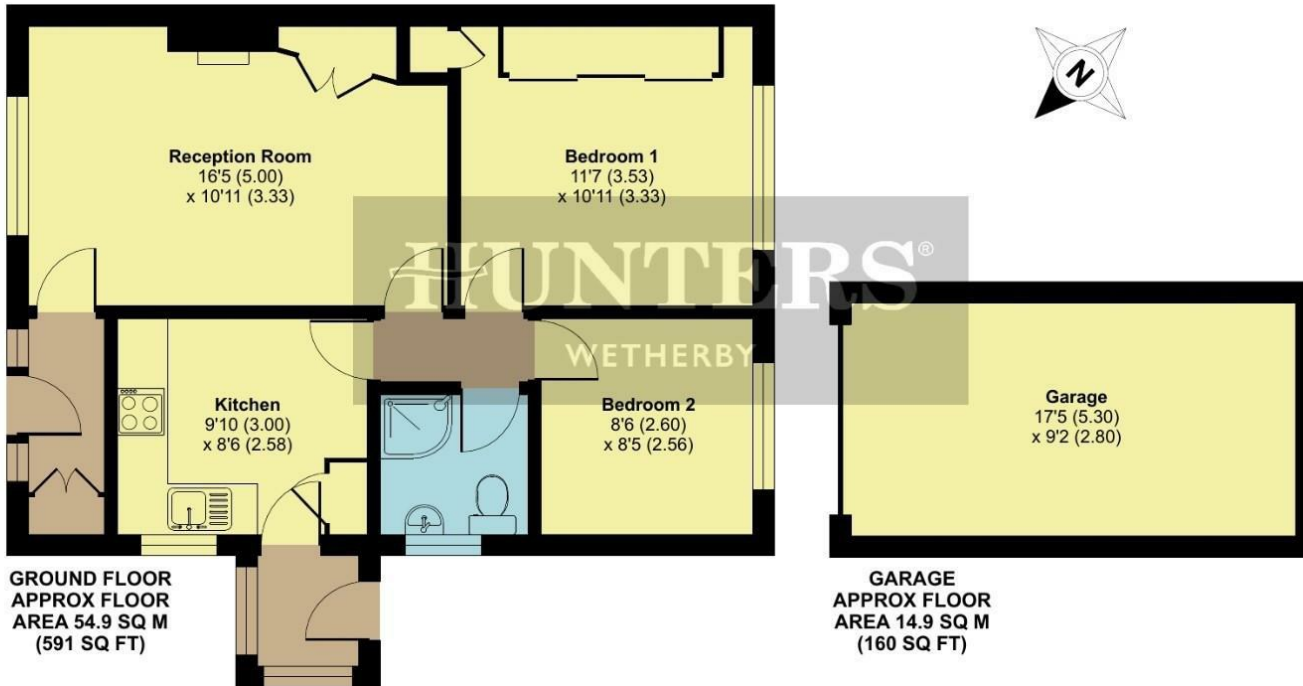 N
Reception Room
16'5 (5.00)
x 10'11 (3.33)
Bedroom 1
11'7 (3.53)
x 10'11 (3.33)
HUNTERS®
WETHERBY
Kitchen
9'10 (3.00)
x 8'6 (2.58)
Bedroom 2
8'6 (2.60)
x 8'5 (2.56)
Garage
17'5 (5.30)
x 9'2 (2.80)
GROUND FLOOR
APPROX FLOOR
AREA 54.9 SQ M
(591 SQ FT)
GARAGE
APPROX FLOOR
AREA 14.9 SQ M
(160 SQ FT)